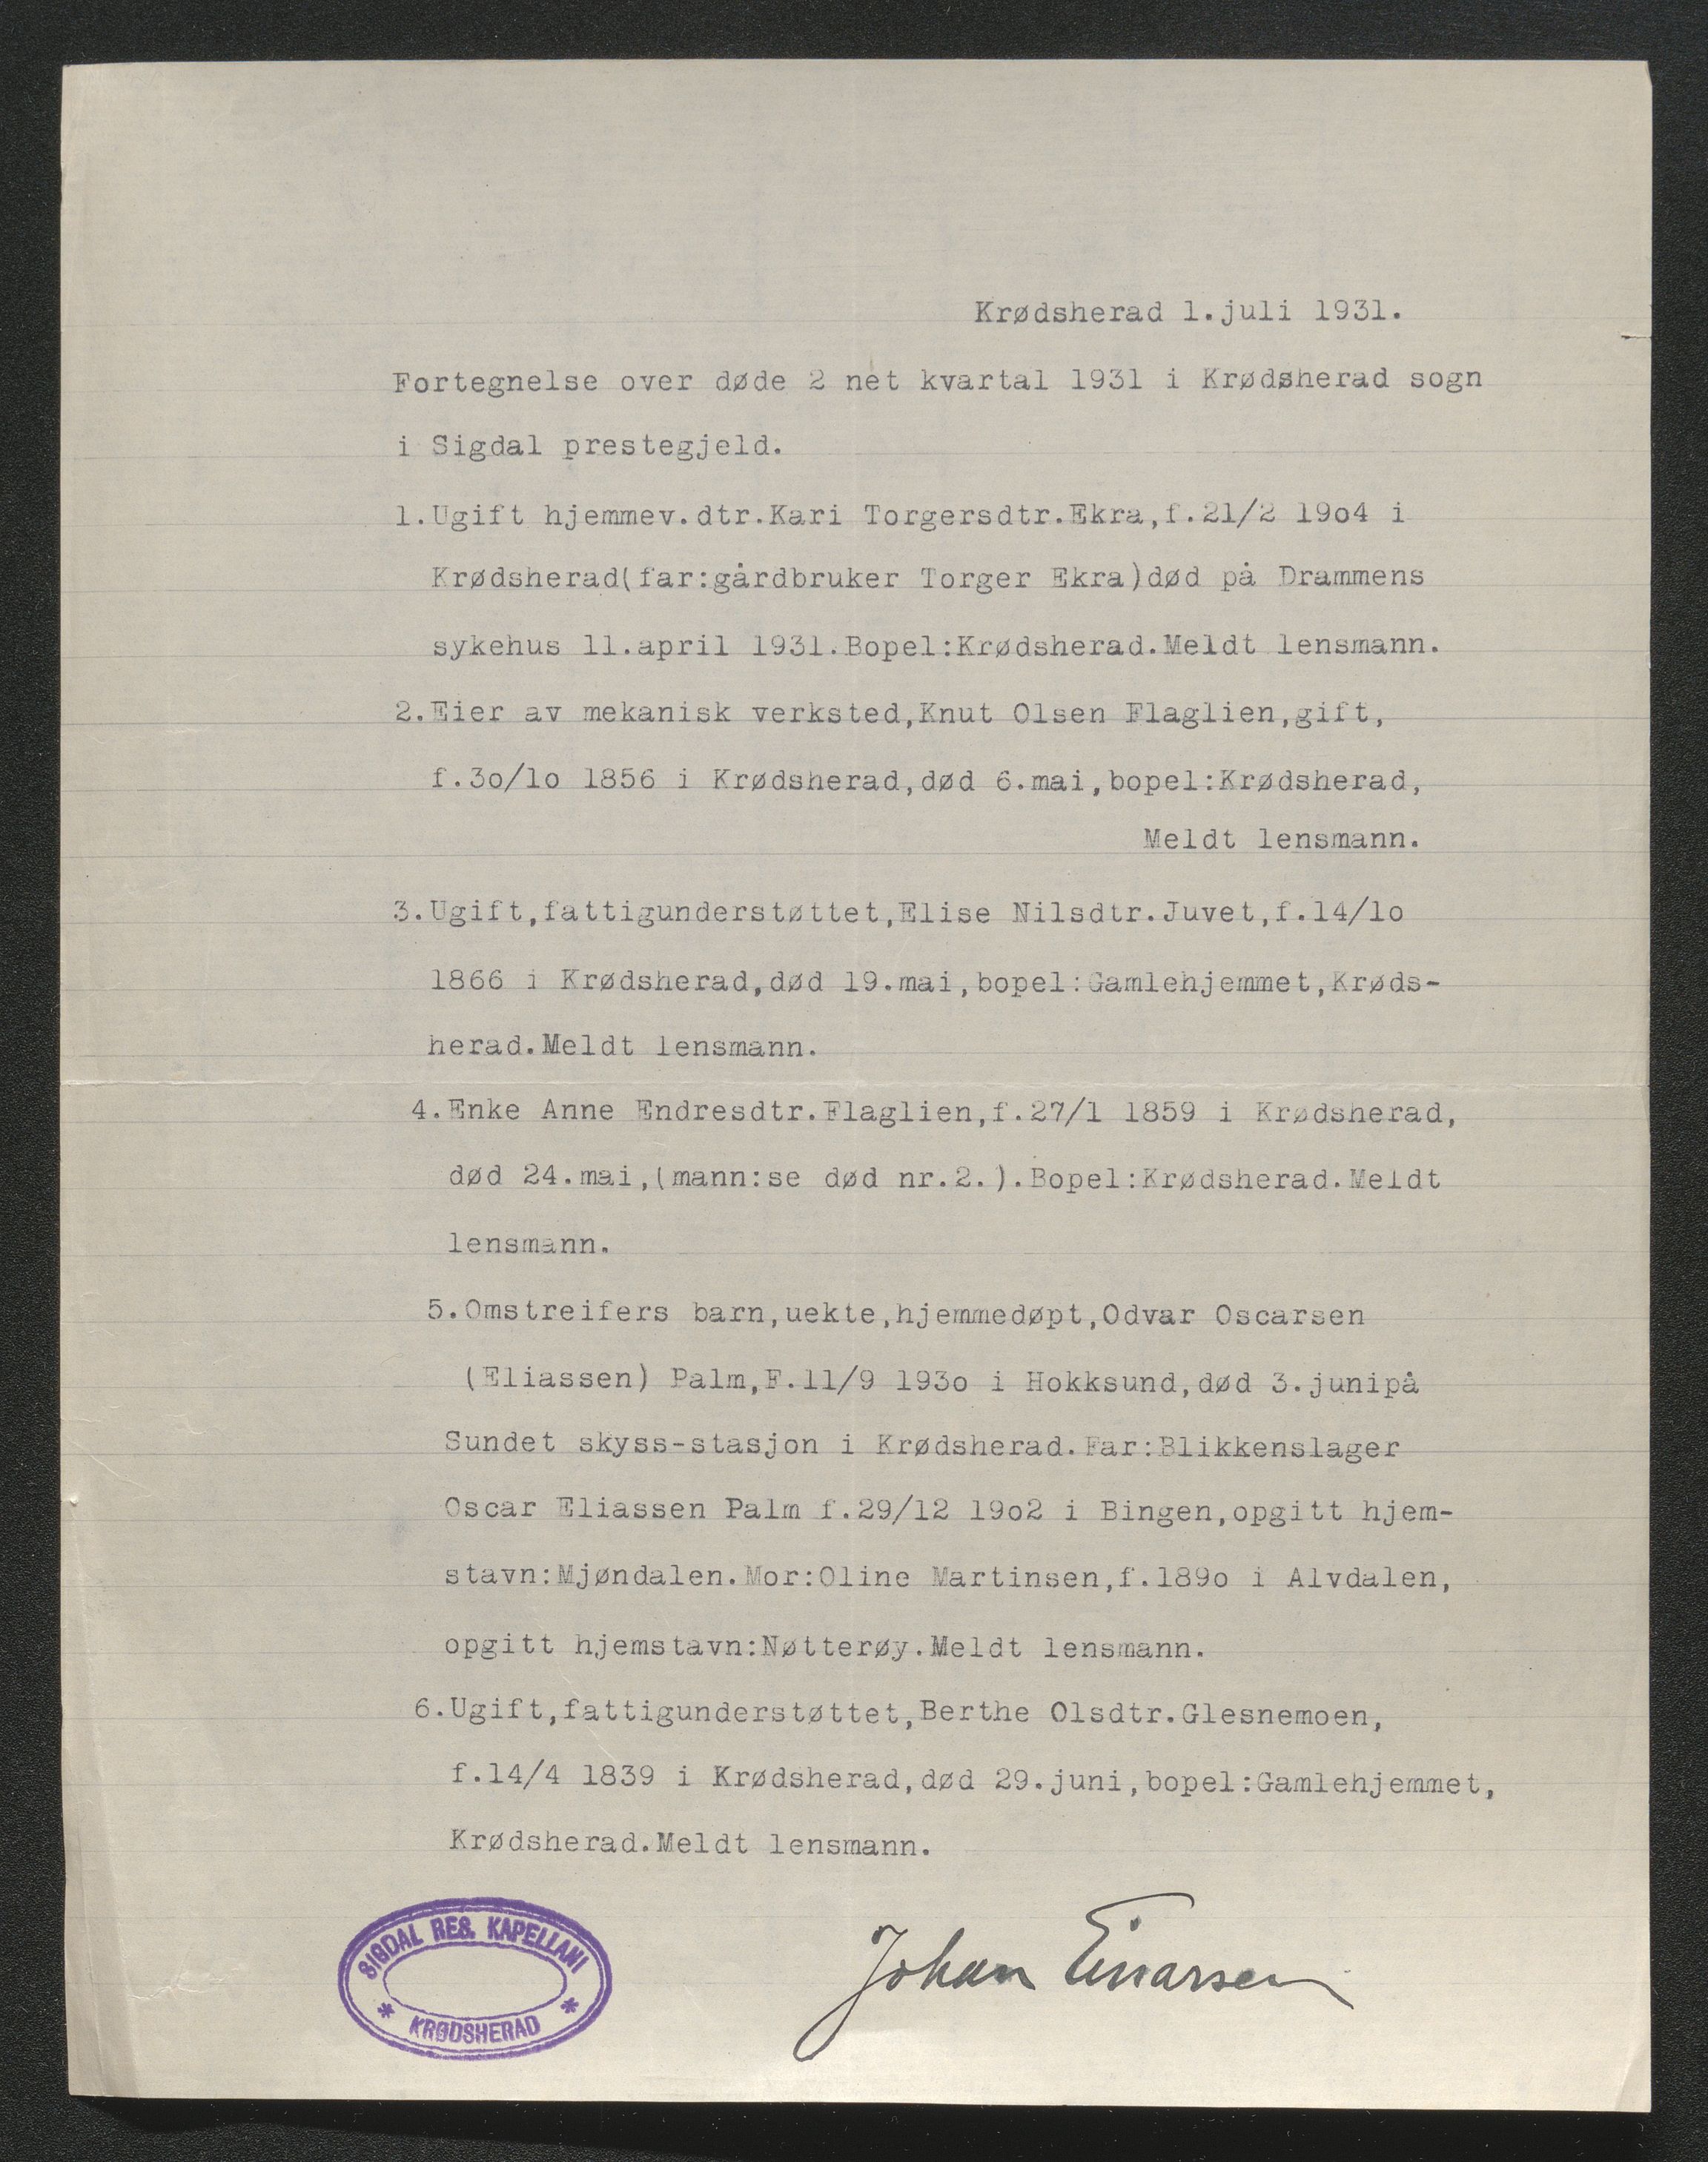 Krødsherad 1.juli 1931.
Fortegnelse over døde 2 net kvartal 1931 i Krødsherad sogn
i Sigdal prestegjeld.
1.Ugift hjemmev.dtr.Kari Torgersdtr.Ekra,f.21/2 19o4 i
Krødsherad(far:gårdbruker Torger Ekra)død på Drammens
sykehus 11.april 1931.Bopel:Krødsherad.Meldt lensmann.
2.Eier av mekanisk verksted,Knut Olsen Flaglien,gift,
f.3o/1o 1856 i Krødsherad,død 6.mai,bopel:Krødsherad,
Meldt lensmann.
3.Ugift,fattigunderstøttet,Elise Nilsdtr.Juvet,f.14/1o
1866 i Krødsherad,død 19.mai,bopel:Gamlehjemmet,Krøds-
herad.Meldt lensmann.
4.Enke Anne Endresdtr.Flaglien,f.27/1 1859 i Krødsherad,
død 24.mai,(mann:se død nr.2.).Bopel:Krødsherad.Meldt
lensmann.
5.Omstreifers barn,uekte,hjemmedøpt,Odvar Oscarsen
(Eliassen) Palm,F.11/9 193o i Hokksund,død 3.junipå
Sundet skyss-stasjon i Krødsherad.Far:Blikkenslager
Oscar Eliassen Palm f.29/12 19o2 i Bingen,opgitt hjem-
stavn:Mjøndalen.Mor:Oline Martinsen,f.189o i Alvdalen,
opgitt hjemstavn:Nøtterøy.Meldt lensmann.
6.Ugift,fattigunderstøttet,Berthe Olsdtr.Glesnemoen,
f.14/4 1839 i Krødsherad,død 29.juni,bopel:Gamlehjemmet,
Krødsherad.Meldt lensmann.
SIGDAL RES. KAPELLANI
* KRØDSHERAD *
Johan Einarsen